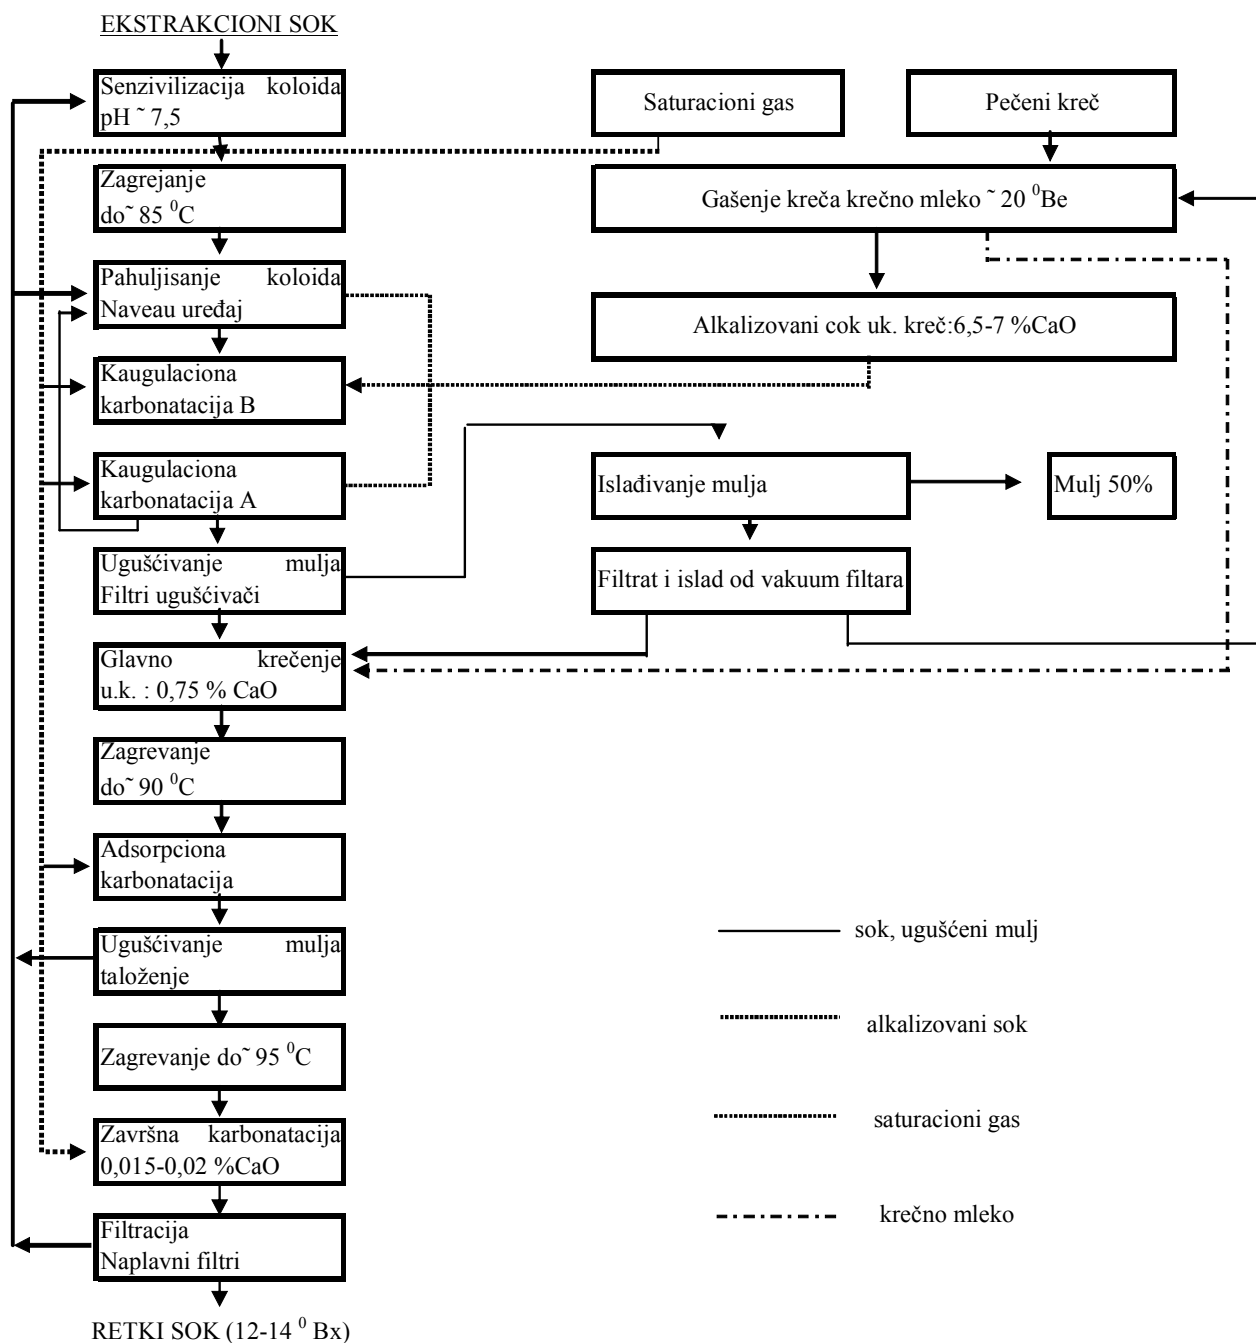 EKSTRAKCIONI SOK
Senzivilizacija koloida
pH ~ 7,5
Saturacioni gas
Pečeni kreč
Zagrejanje
do~ 85 ⁰C
Gašenje kreča krečno mleko ~ 20 ⁰Be
Pahuljisanje koloida
Naveau uređaj
Alkalizovani cok uk. kreč:6,5-7 %CaO
Kaugulaciona
karbonatacija B
Kaugulaciona
karbonatacija A
Islađivanje mulja
Mulj 50%
Ugušćivanje mulja
Filtri ugušćivači
Filtrat i islad od vakuum filtara
Glavno krečenje
u.k. : 0,75 % CaO
Zagrevanje
do~ 90 ⁰C
Adsorpciona
karbonatacija
Ugušćivanje mulja
taloženje
Zagrevanje do~ 95 ⁰C
Završna karbonatacija
0,015-0,02 %CaO
Filtracija
Naplavni filtri
RETKI SOK (12-14 ⁰ Bx)
sok, ugušćeni mulj
alkalizovani sok
saturacioni gas
krečno mleko